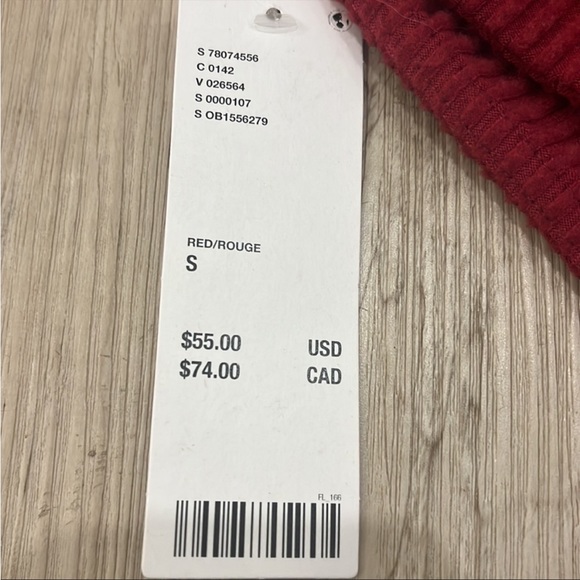 S 78074556
C 0142
V 026564
S 0000107
S OB1556279
RED/ROUGE
S
$55.00 USD
$74.00 CAD
FL_166